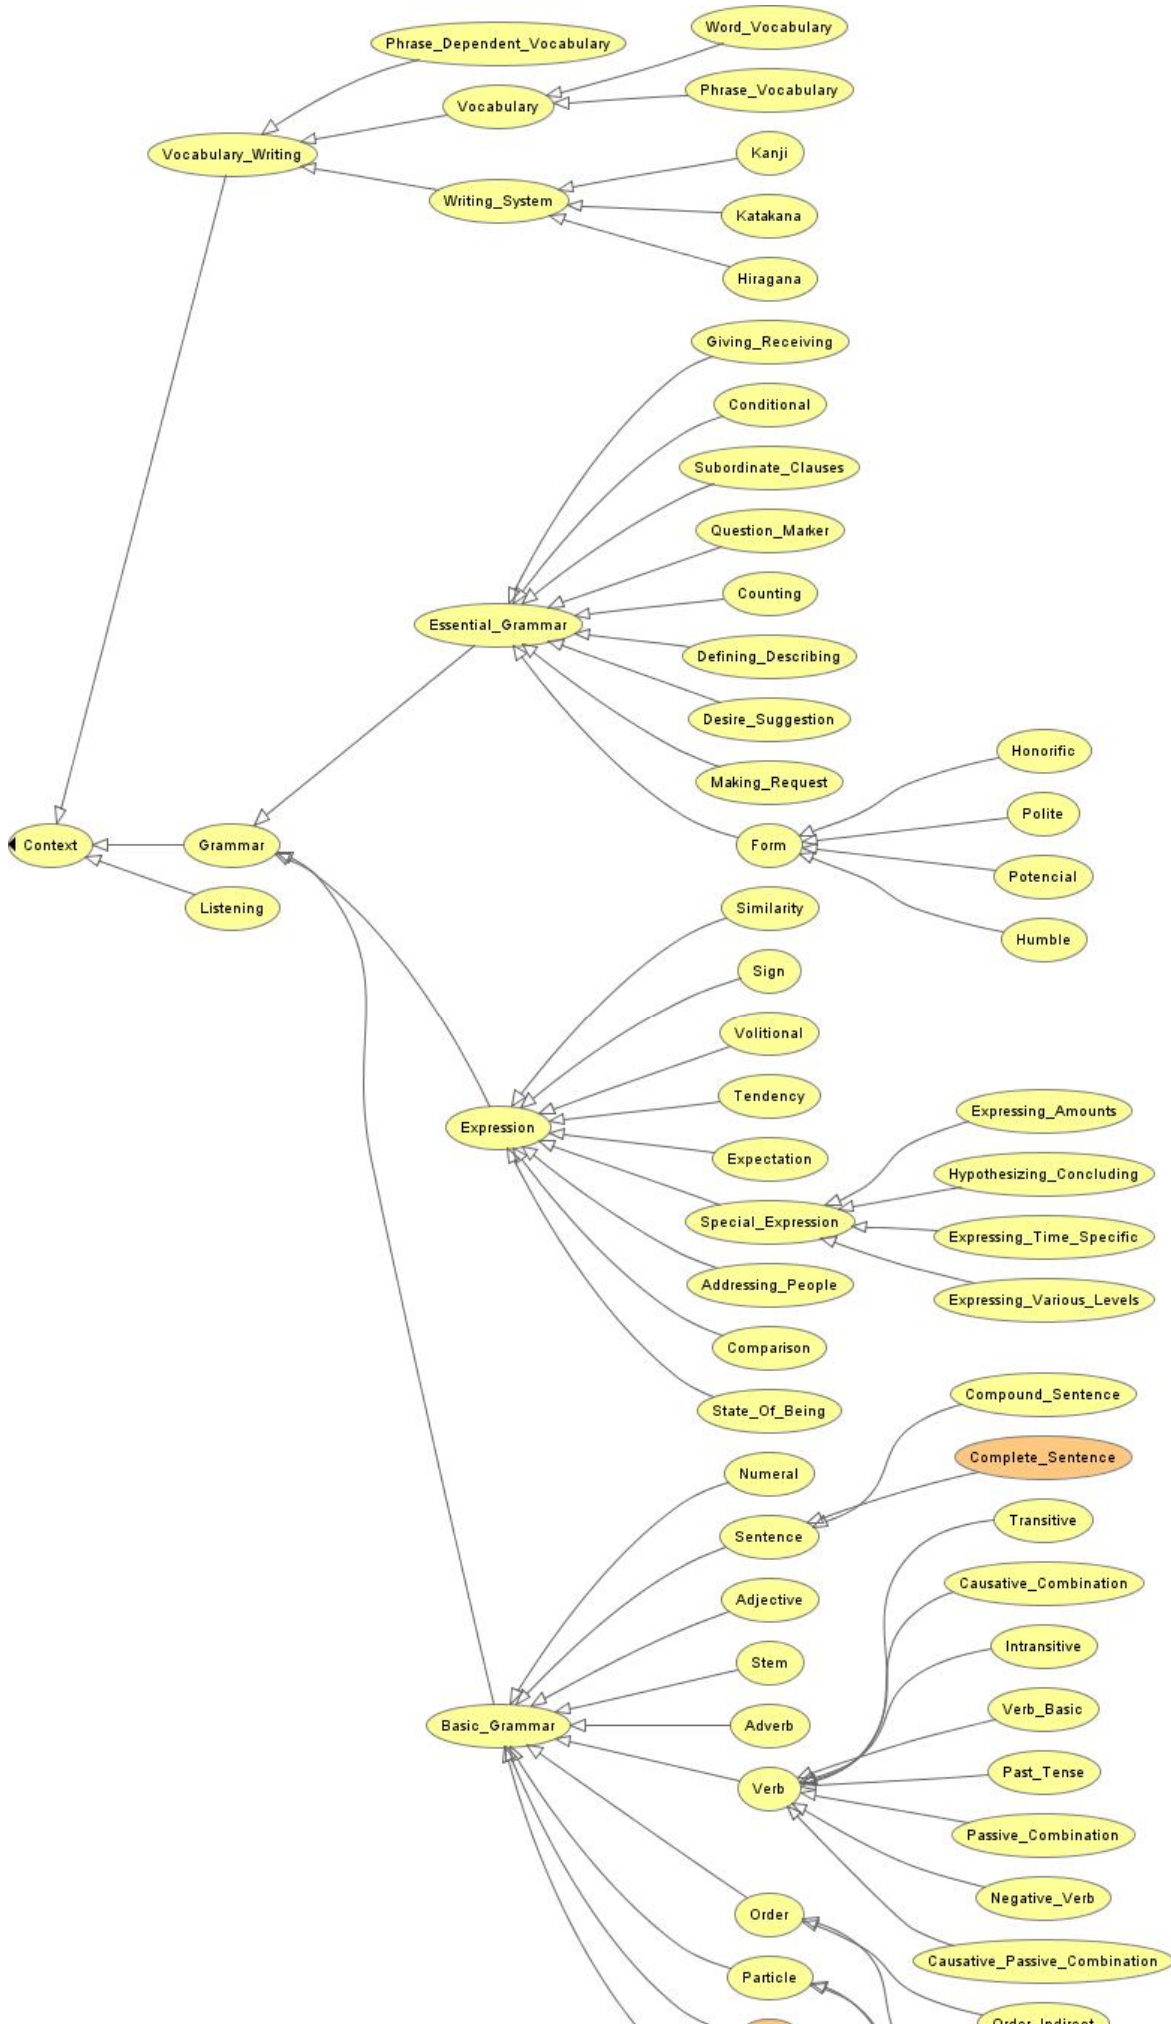 Word_Vocabulary
Phrase_Dependent_Vocabulary
Phrase_Vocabulary
Vocabulary
Kanji
Vocabulary_Writing
Writing_System
Katakana
Hiragana
Giving_Receiving
Conditional
Subordinate_Clauses
Question_Marker
Counting
Essential_Grammar
Defining_Describing
Desire_Suggestion
Honorific
Making_Request
Polite
Context
Grammar
Form
Potencial
Listening
Similarity
Humble
Sign
Volitional
Tendency
Expressing_Amounts
Expression
Expectation
Hypothesizing_Concluding
Special_Expression
Expressing_Time_Specific
Addressing_People
Expressing_Various_Levels
Comparison
Compound_Sentence
State_Of_Being
Complete_Sentence
Numeral
Transitive
Sentence
Causative_Combination
Adjective
Intransitive
Stem
Verb_Basic
Basic_Grammar
Adverb
Past_Tense
Verb
Passive_Combination
Negative_Verb
Order
Causative_Passive_Combination
Particle
Order_Indirect